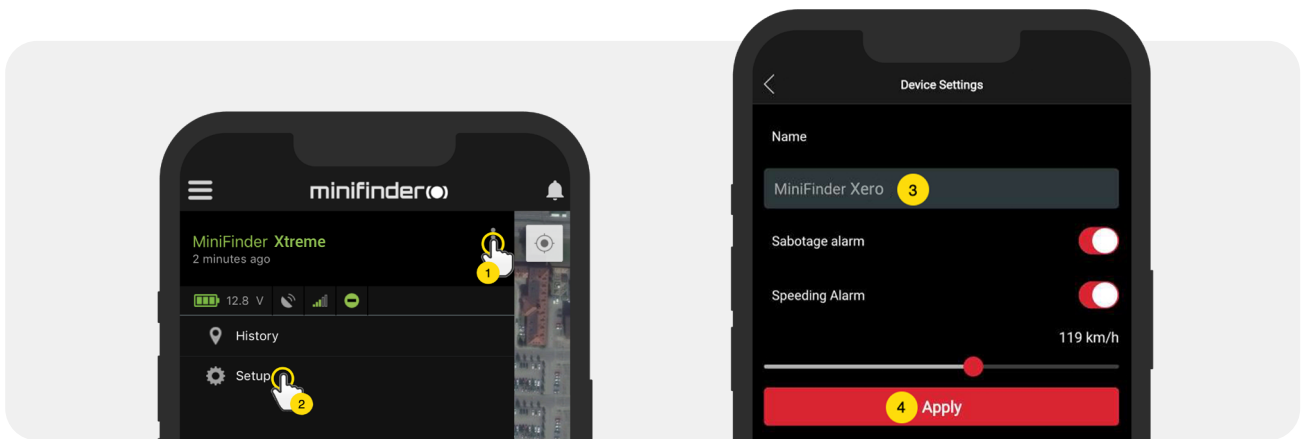 minifinder
MiniFinder Xtreme
2 minutes ago
1
12.8 V
History
Setup
2
Device Settings
Name
MiniFinder Xero 3
Sabotage alarm
Speeding Alarm
119 km/h
4 Apply